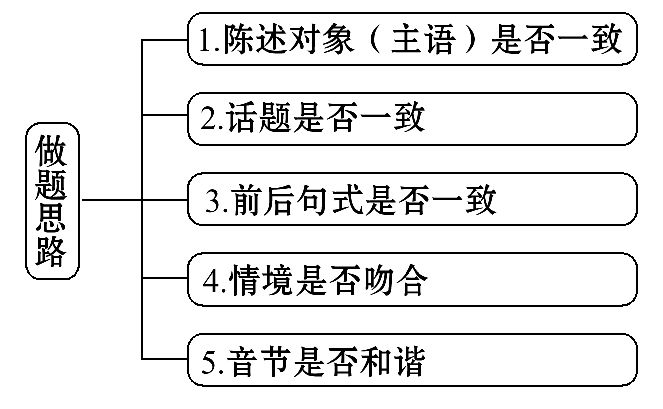 做题思路
1.陈述对象（主语）是否一致
2.话题是否一致
3.前后句式是否一致
4.情境是否吻合
5.音节是否和谐